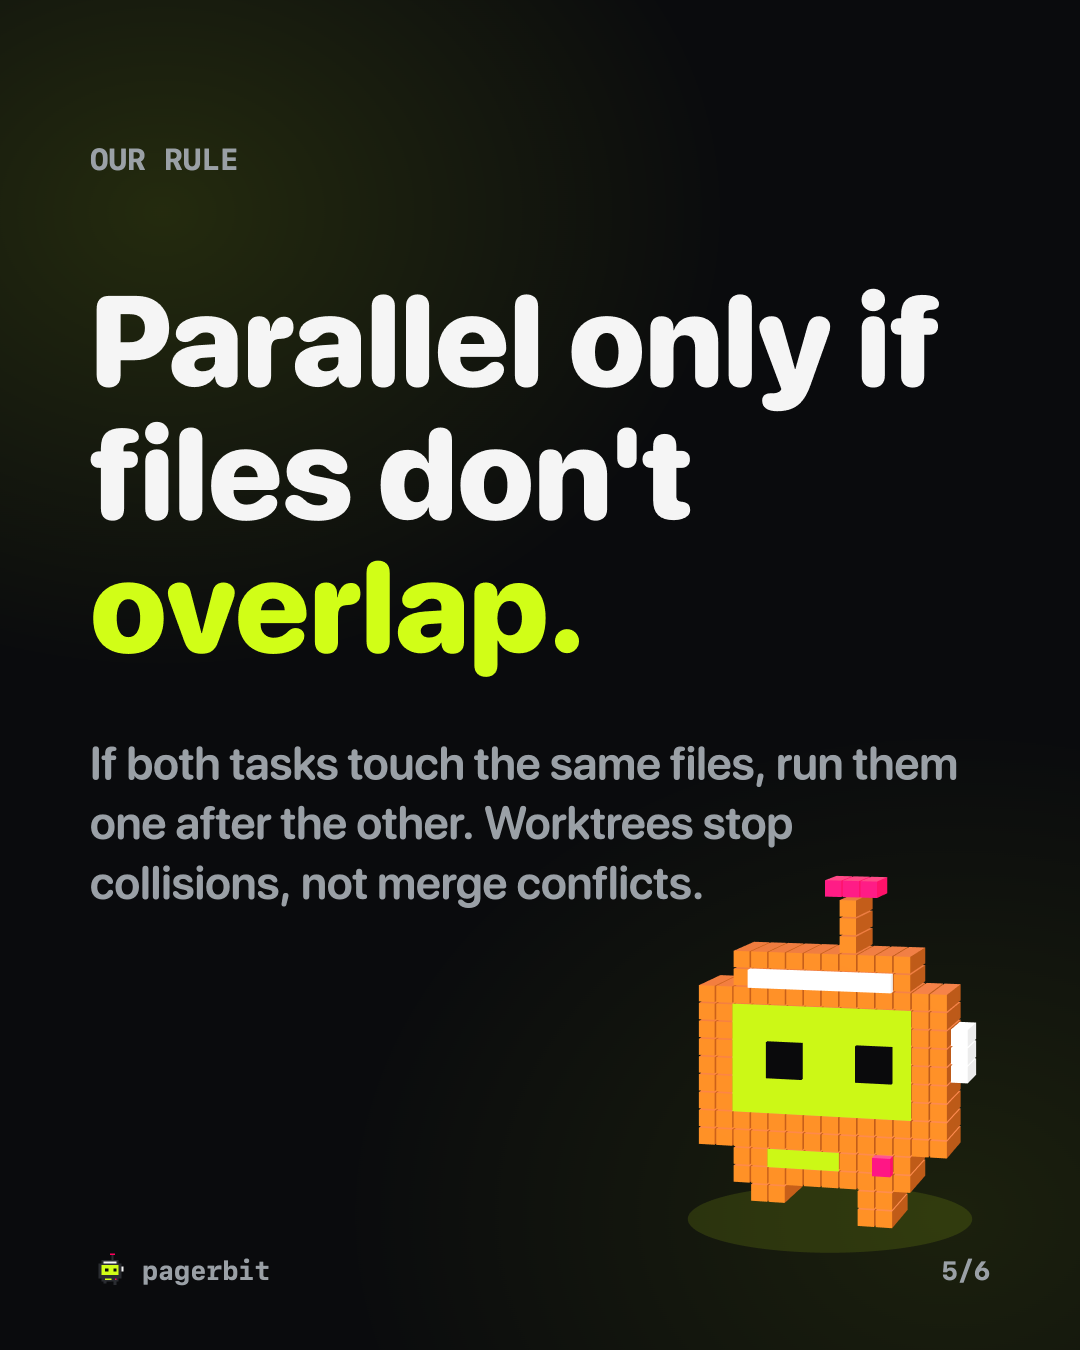 OUR RULE
Parallel only if
files don't
overlap.
If both tasks touch the same files, run them
one after the other. Worktrees stop
collisions, not merge conflicts.
pagerbit
5/6